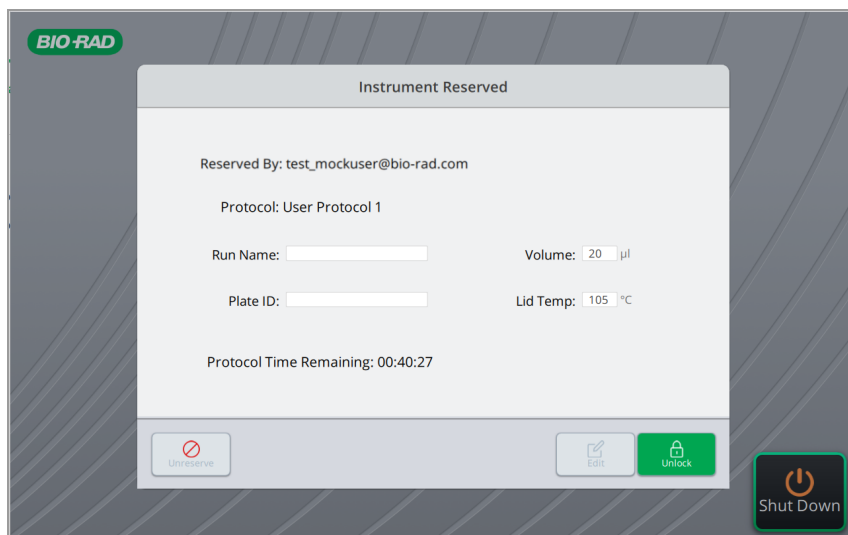 BIO-RAD
Instrument Reserved
Reserved By: test_mockuser@bio-rad.com
Protocol: User Protocol 1
Run Name:
Volume: 20 µl
Plate ID:
Lid Temp: 105 °C
Protocol Time Remaining: 00:40:27
Unreserve
Edit
Unlock
Shut Down